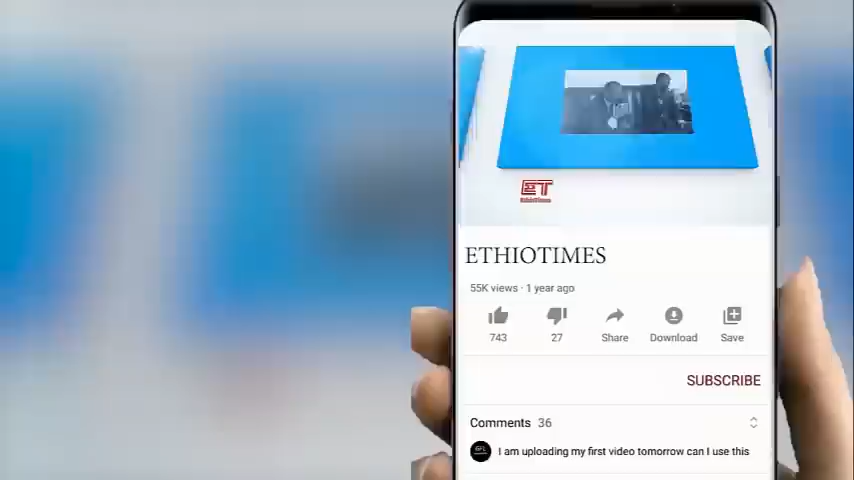 ET
ETHIOTIMES
55K views · 1 year ago
743 27 Share Download Save
SUBSCRIBE
Comments 36
I am uploading my first video tomorrow can I use this